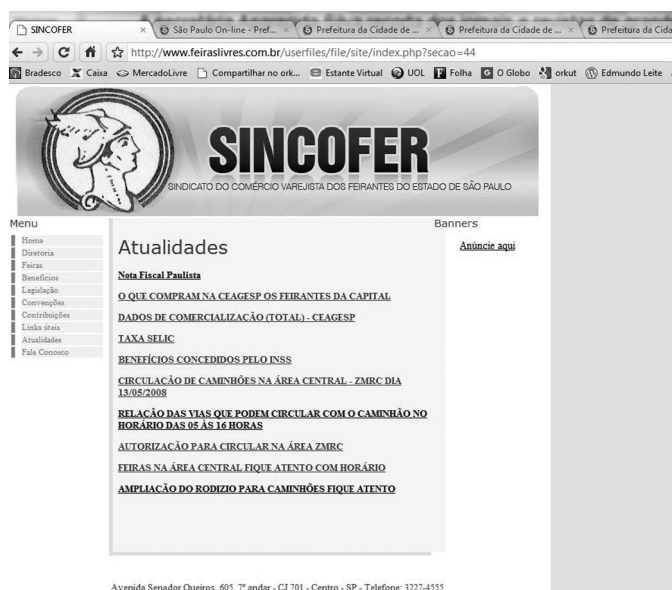 SINCOFER
São Paulo On-line - Pref...
Prefeitura da Cidade de ...
Prefeitura da Cidade de ...
Prefeitura da Cida
http://www.feiraslivres.com.br/userfiles/file/site/index.php?secao=44
Bradesco
Caixa
MercadoLivre
Compartilhar no ork...
Estante Virtual
UOL
Folha
O Globo
orkut
Edmundo Leite
SINCOFER
SINDICATO DO COMÉRCIO VAREJISTA DOS FEIRANTES DO ESTADO DE SÃO PAULO
Menu
Home
Diretoria
Feiras
Benefícios
Legislação
Convenções
Contribuições
Links úteis
Atualidades
Fale Conosco
Atualidades
Nota Fiscal Paulista
O QUE COMPRAM NA CEAGESP OS FEIRANTES DA CAPITAL
DADOS DE COMERCIALIZAÇÃO (TOTAL) - CEAGESP
TAXA SELIC
BENEFÍCIOS CONCEDIDOS PELO INSS
CIRCULAÇÃO DE CAMINHÕES NA ÁREA CENTRAL - ZMRC DIA
13/05/2008
RELAÇÃO DAS VIAS QUE PODEM CIRCULAR COM O CAMINHÃO NO
HORÁRIO DAS 05 ÀS 16 HORAS
AUTORIZAÇÃO PARA CIRCULAR NA ÁREA ZMRC
FEIRAS NA ÁREA CENTRAL FIQUE ATENTO COM HORÁRIO
AMPLIAÇÃO DO RODIZIO PARA CAMINHÕES FIQUE ATENTO
Banners
Anúncie aqui
Avenida Senador Queiros, 605, 7° andar - CJ 701 - Centro - SP - Telefone: 3227-4555